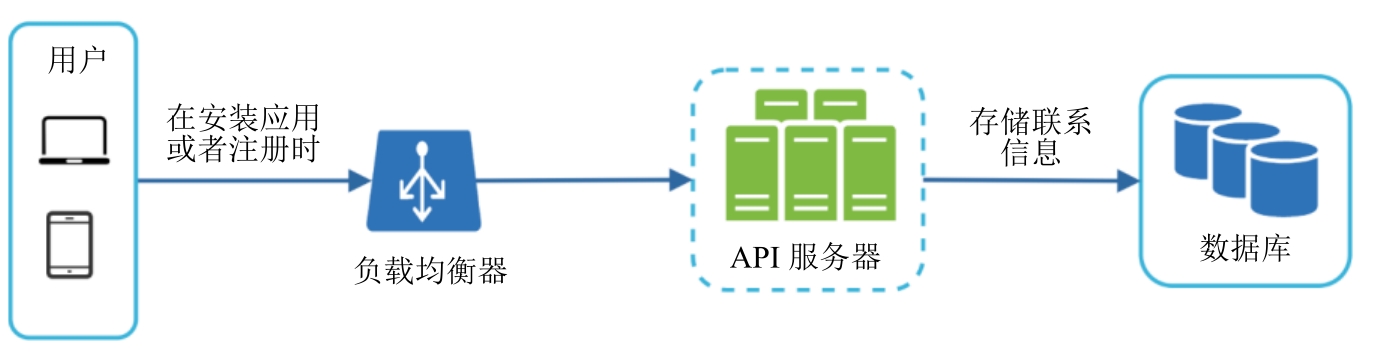 用户
在安装应用
或者注册时
负载均衡器
API 服务器
存储联系
信息
数据库